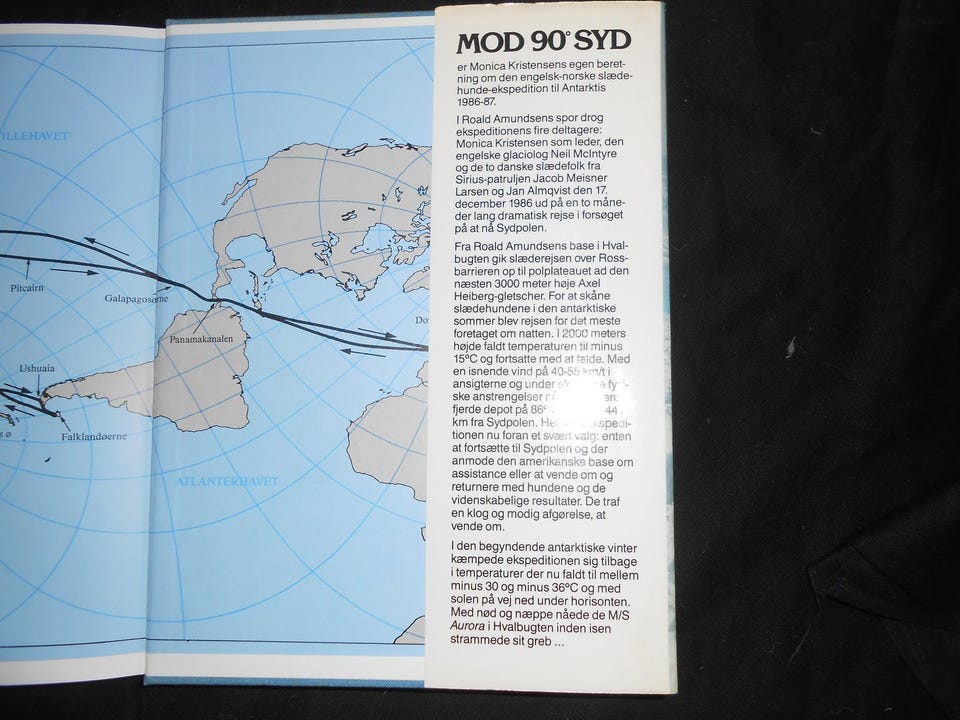 ILLEHAVET
Pitcairn
Galapagosøerne
Panamakanalen
Ushuaia
Falklandøerne
ATLANTERHAVET
MOD 90° SYD
er Monica Kristensens egen beret-
ning om den engelsk-norske slæde-
hunde-ekspedition til Antarktis
1986-87.
I Roald Amundsens spor drog
ekspeditionens fire deltagere:
Monica Kristensen som leder, den
engelske glaciolog Neil McIntyre
og de to danske slædefolk fra
Sirius-patruljen Jacob Meisner
Larsen og Jan Almqvist den 17.
december 1986 ud på en to måne-
der lang dramatisk rejse i forsøget
på at nå Sydpolen.
Fra Roald Amundsens base i Hval-
bugten gik slæderejsen over Ross-
barrieren op til polplateauet ad den
næsten 3000 meter høje Axel
Heiberg-gletscher. For at skåne
slædehundene i den antarktiske
sommer blev rejsen for det meste
foretaget om natten. I 2000 meters
højde faldt temperaturen til minus
15°C og fortsatte med at falde. Med
en isnende vind på 40-55 km/t i
ansigterne og under fy-
ske anstrengelser
fjerde depot på 86°
km fra Sydpolen. ekspedi-
tionen nu foran et svært valg: enten
at fortsætte til Sydpolen og der
anmode den amerikanske base om
assistance eller at vende om og
returnere med hundene og de
videnskabelige resultater. De traf
en klog og modig afgørelse, at
vende om.
I den begyndende antarktiske vinter
kæmpede ekspeditionen sig tilbage
i temperaturer der nu faldt til mellem
minus 30 og minus 36°C og med
solen på vej ned under horisonten.
Med nød og næppe nåede de M/S
Aurora i Hvalbugten inden isen
strammede sit greb ...